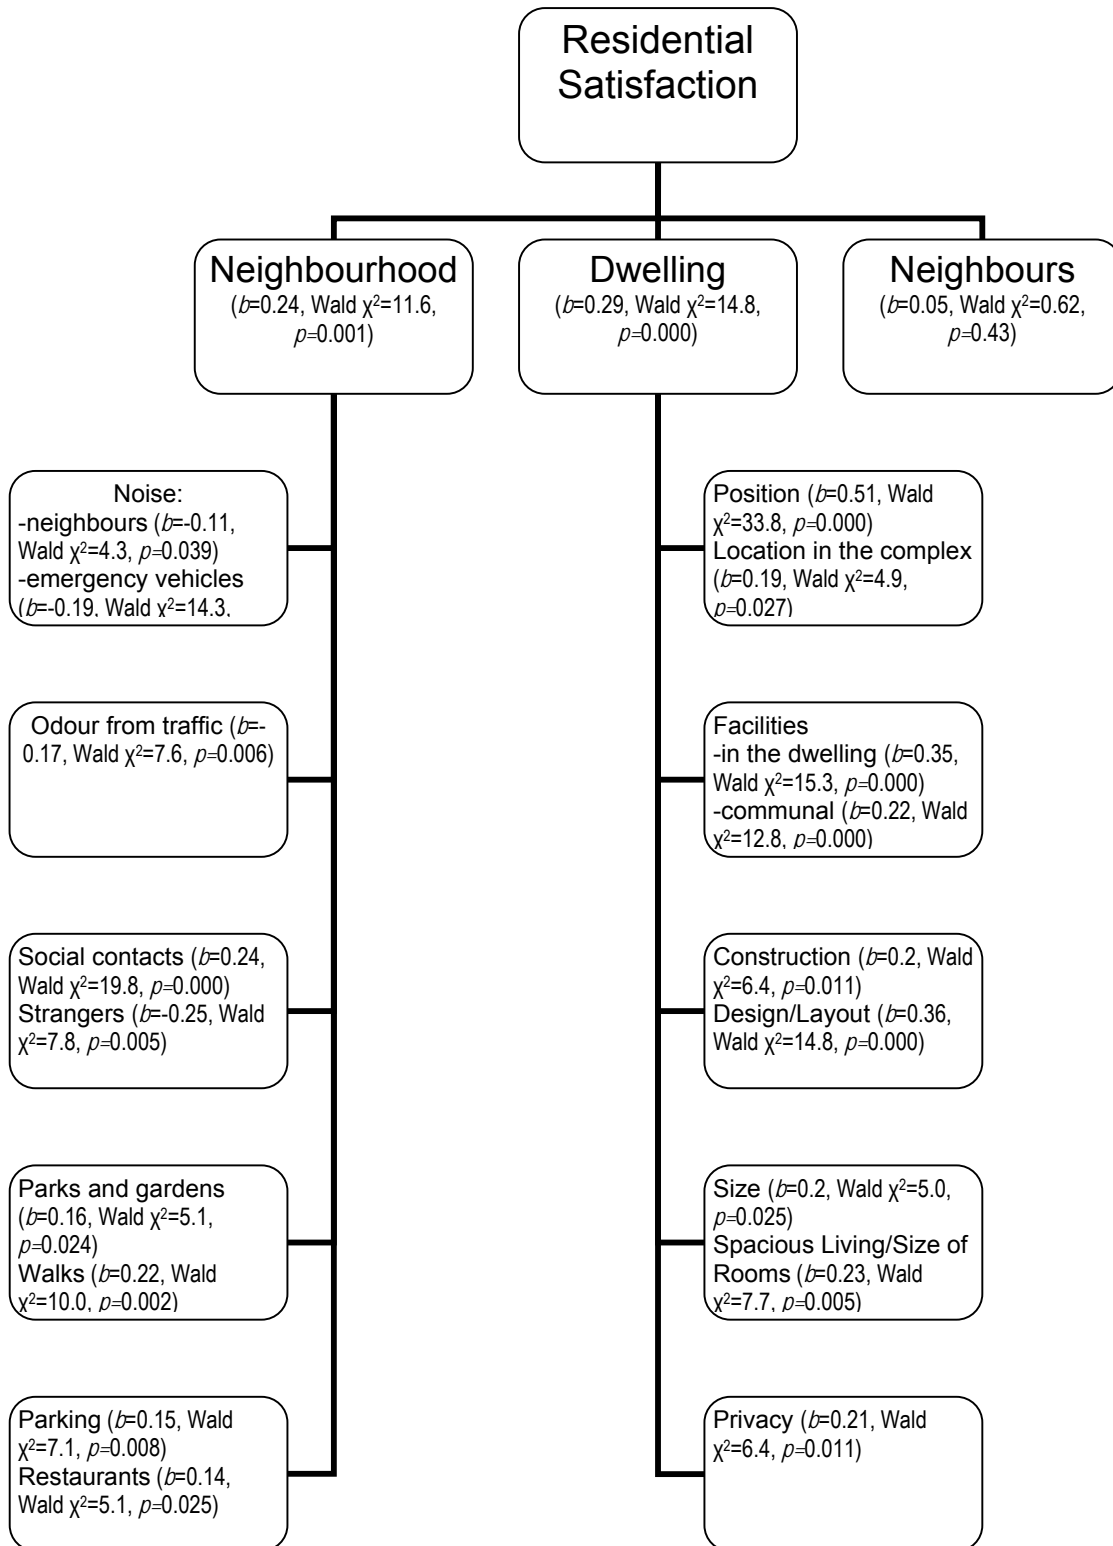 Residential
Satisfaction
Neighbourhood
(b=0.24, Wald χ²=11.6,
p=0.001)
Dwelling
(b=0.29, Wald χ²=14.8,
p=0.000)
Neighbours
(b=0.05, Wald χ²=0.62,
p=0.43)
Noise:
-neighbours (b=-0.11,
Wald χ²=4.3, p=0.039)
-emergency vehicles
(b=-0.19, Wald χ²=14.3,
Odour from traffic (b=-
0.17, Wald χ²=7.6, p=0.006)
Social contacts (b=0.24,
Wald χ²=19.8, p=0.000)
Strangers (b=-0.25, Wald
χ²=7.8, p=0.005)
Parks and gardens
(b=0.16, Wald χ²=5.1,
p=0.024)
Walks (b=0.22, Wald
χ²=10.0, p=0.002)
Parking (b=0.15, Wald
χ²=7.1, p=0.008)
Restaurants (b=0.14,
Wald χ²=5.1, p=0.025)
Position (b=0.51, Wald
χ²=33.8, p=0.000)
Location in the complex
(b=0.19, Wald χ²=4.9,
p=0.027)
Facilities
-in the dwelling (b=0.35,
Wald χ²=15.3, p=0.000)
-communal (b=0.22, Wald
χ²=12.8, p=0.000)
Construction (b=0.2, Wald
χ²=6.4, p=0.011)
Design/Layout (b=0.36,
Wald χ²=14.8, p=0.000)
Size (b=0.2, Wald χ²=5.0,
p=0.025)
Spacious Living/Size of
Rooms (b=0.23, Wald
χ²=7.7, p=0.005)
Privacy (b=0.21, Wald
χ²=6.4, p=0.011)